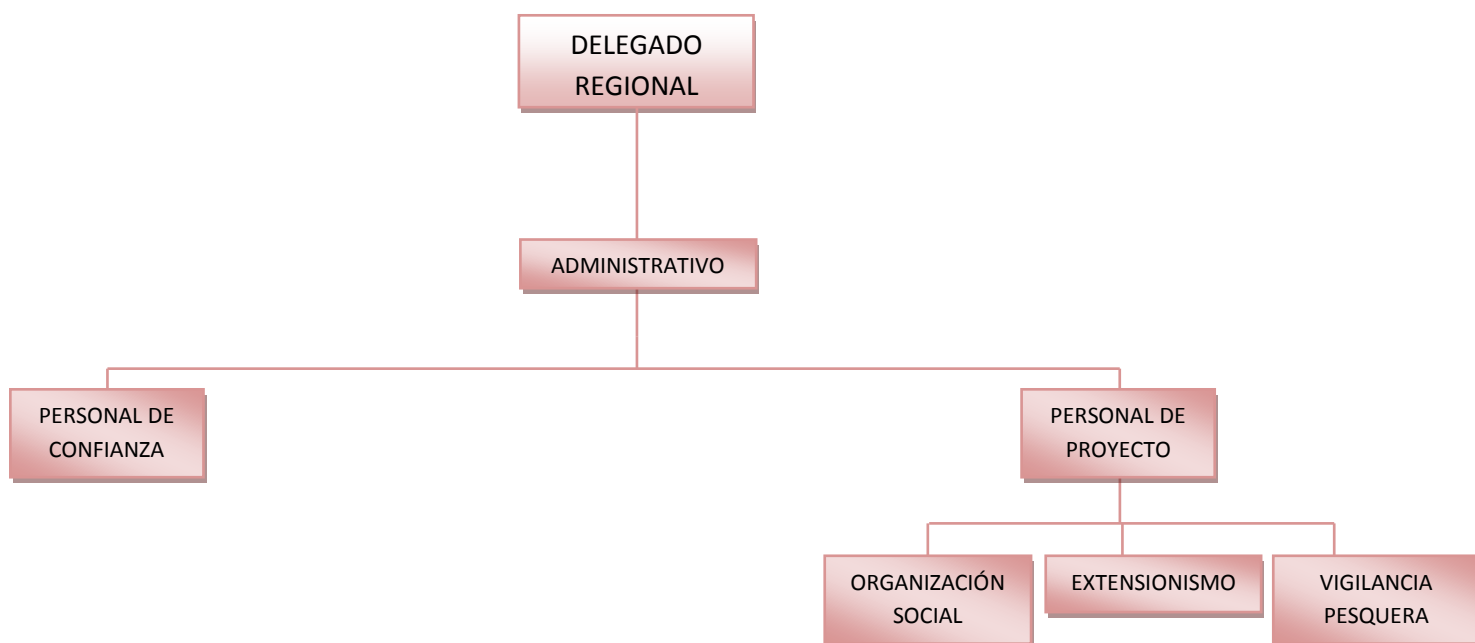 DELEGADO
REGIONAL
ADMINISTRATIVO
PERSONAL DE
CONFIANZA
PERSONAL DE
PROYECTO
ORGANIZACIÓN
SOCIAL
EXTENSIONISMO
VIGILANCIA
PESQUERA